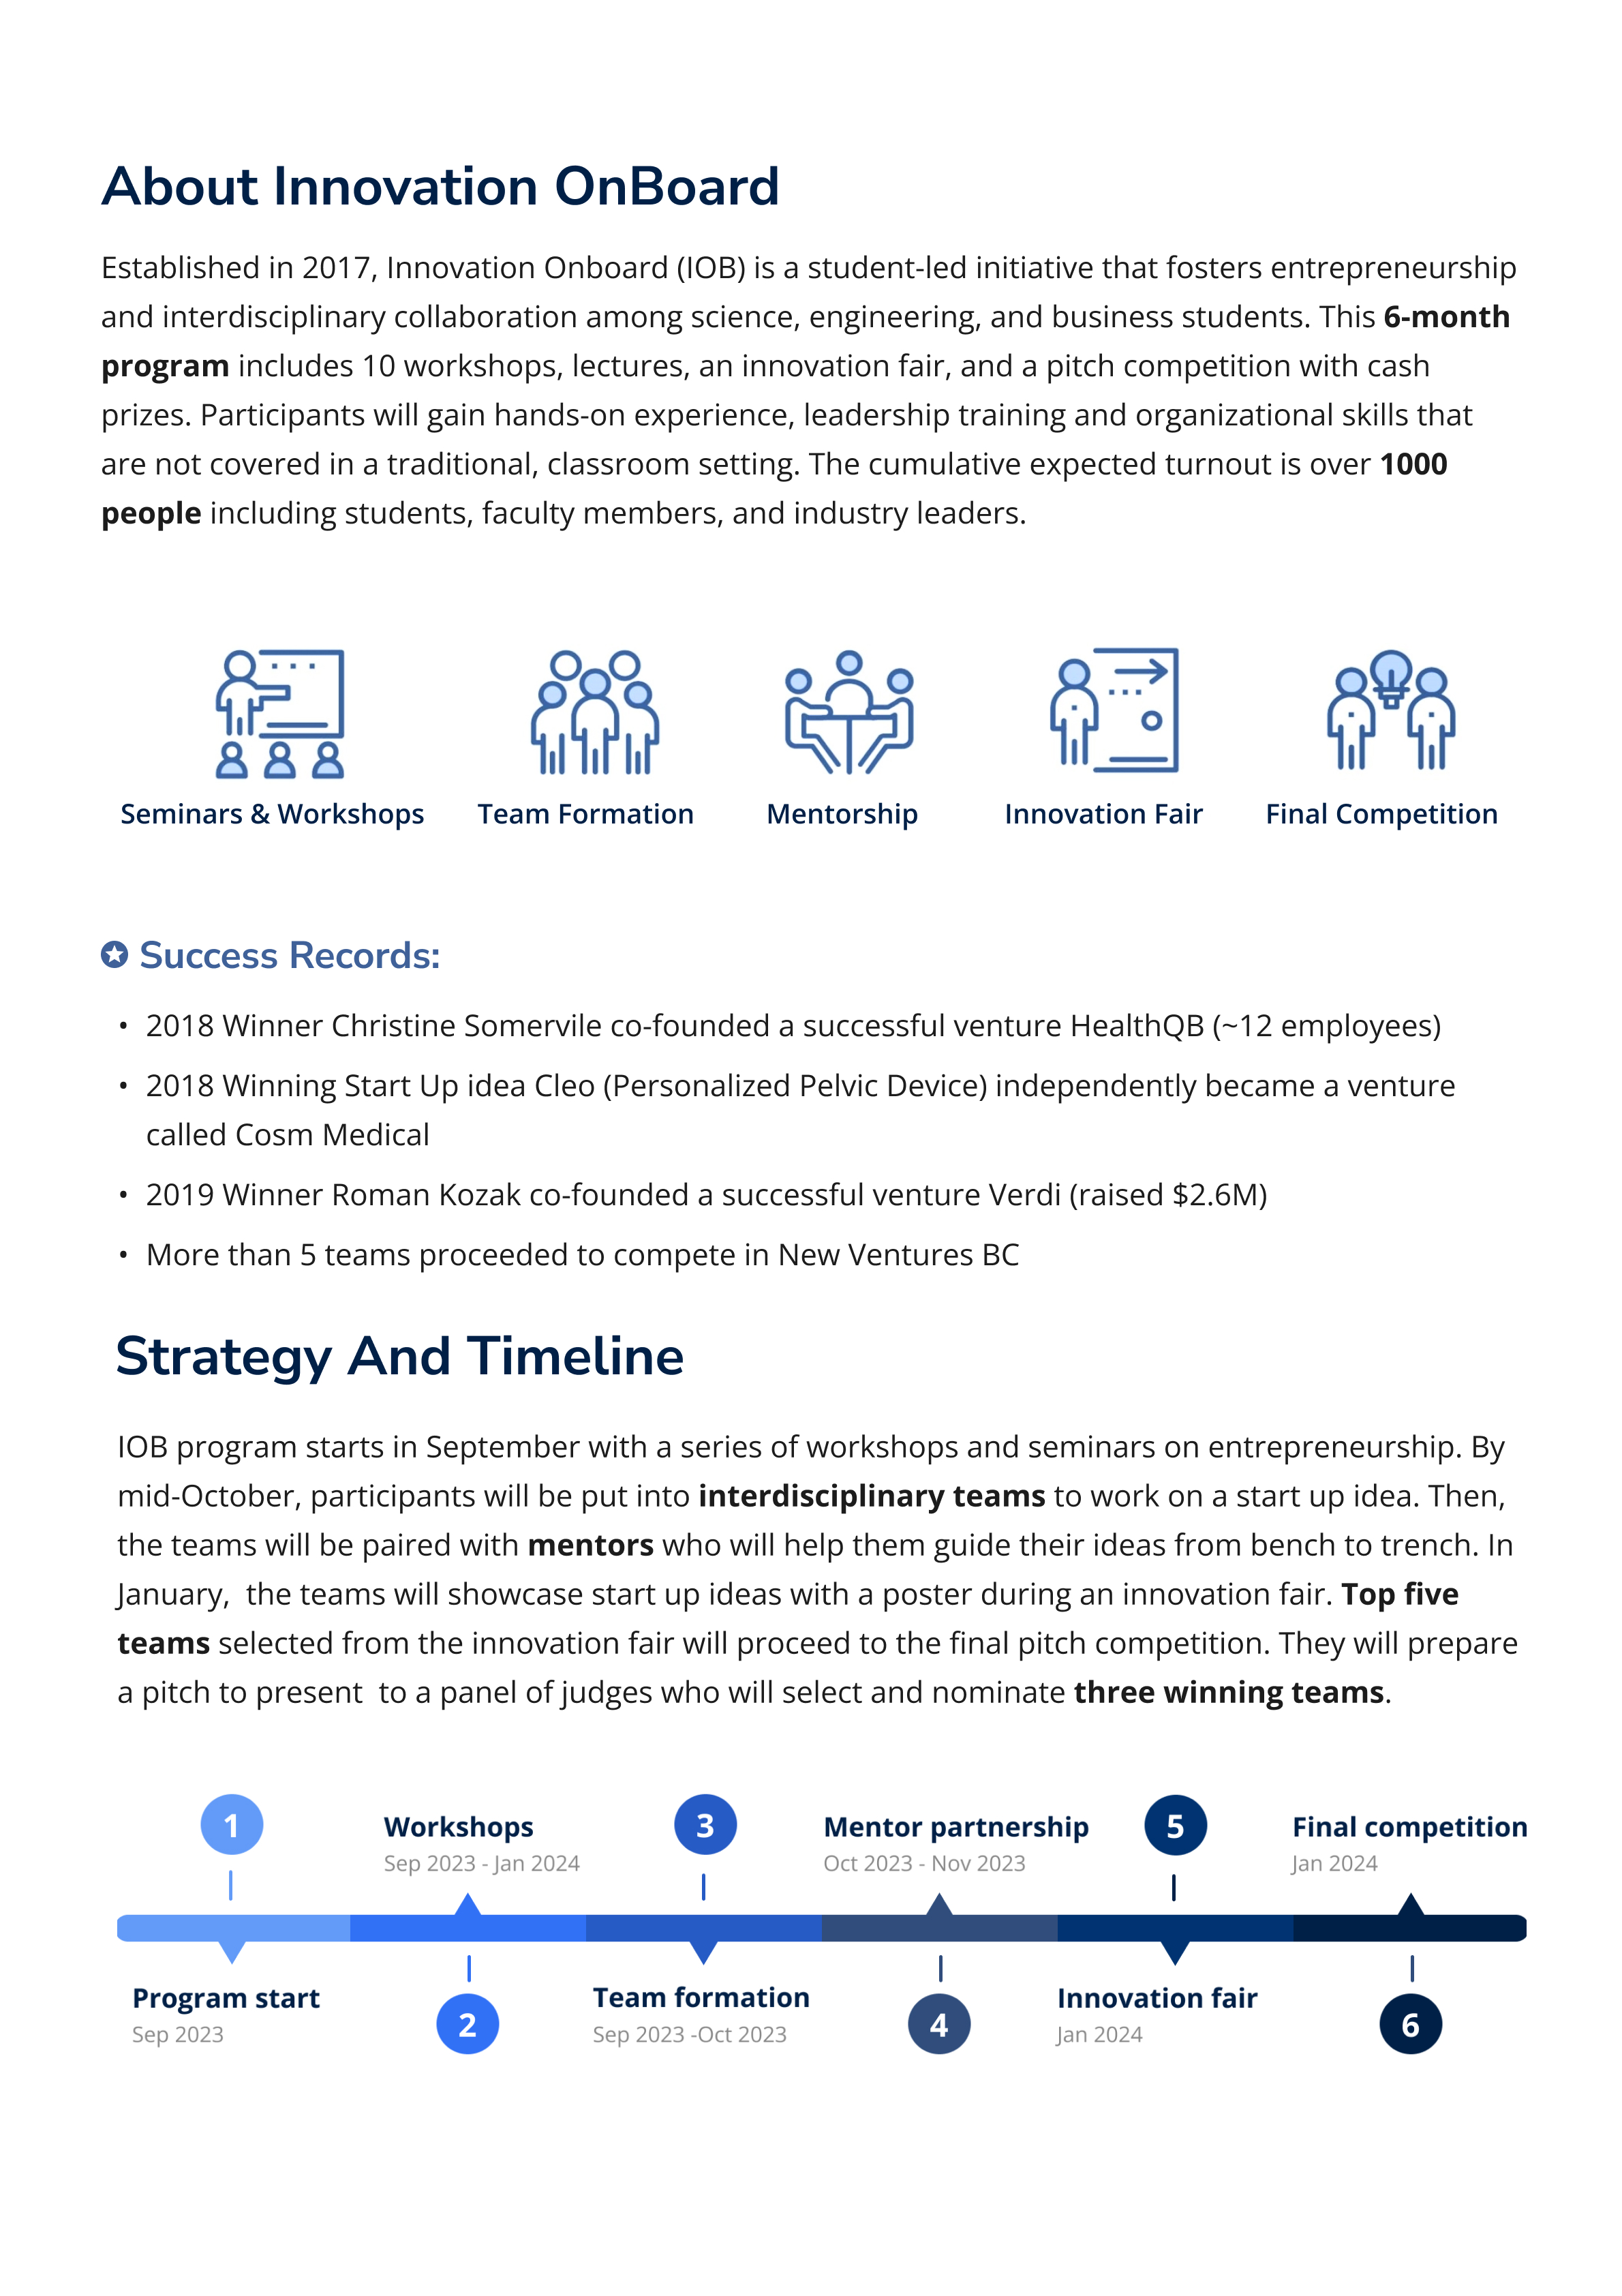 About Innovation OnBoard
Established in 2017, Innovation Onboard (IOB) is a student-led initiative that fosters entrepreneurship
and interdisciplinary collaboration among science, engineering, and business students. This 6-month
program includes 10 workshops, lectures, an innovation fair, and a pitch competition with cash
prizes. Participants will gain hands-on experience, leadership training and organizational skills that
are not covered in a traditional, classroom setting. The cumulative expected turnout is over 1000
people including students, faculty members, and industry leaders.
Seminars & Workshops
Team Formation
Mentorship
Innovation Fair
Final Competition
Success Records:
• 2018 Winner Christine Somervile co-founded a successful venture HealthQB (~12 employees)
• 2018 Winning Start Up idea Cleo (Personalized Pelvic Device) independently became a venture
called Cosm Medical
• 2019 Winner Roman Kozak co-founded a successful venture Verdi (raised $2.6M)
• More than 5 teams proceeded to compete in New Ventures BC
Strategy And Timeline
IOB program starts in September with a series of workshops and seminars on entrepreneurship. By
mid-October, participants will be put into interdisciplinary teams to work on a start up idea. Then,
the teams will be paired with mentors who will help them guide their ideas from bench to trench. In
January,  the teams will showcase start up ideas with a poster during an innovation fair. Top five
teams selected from the innovation fair will proceed to the final pitch competition. They will prepare
a pitch to present  to a panel of judges who will select and nominate three winning teams.
1
Program start
Sep 2023
Workshops
Sep 2023 - Jan 2024
2
3
Team formation
Sep 2023 -Oct 2023
Mentor partnership
Oct 2023 - Nov 2023
4
5
Innovation fair
Jan 2024
Final competition
Jan 2024
6